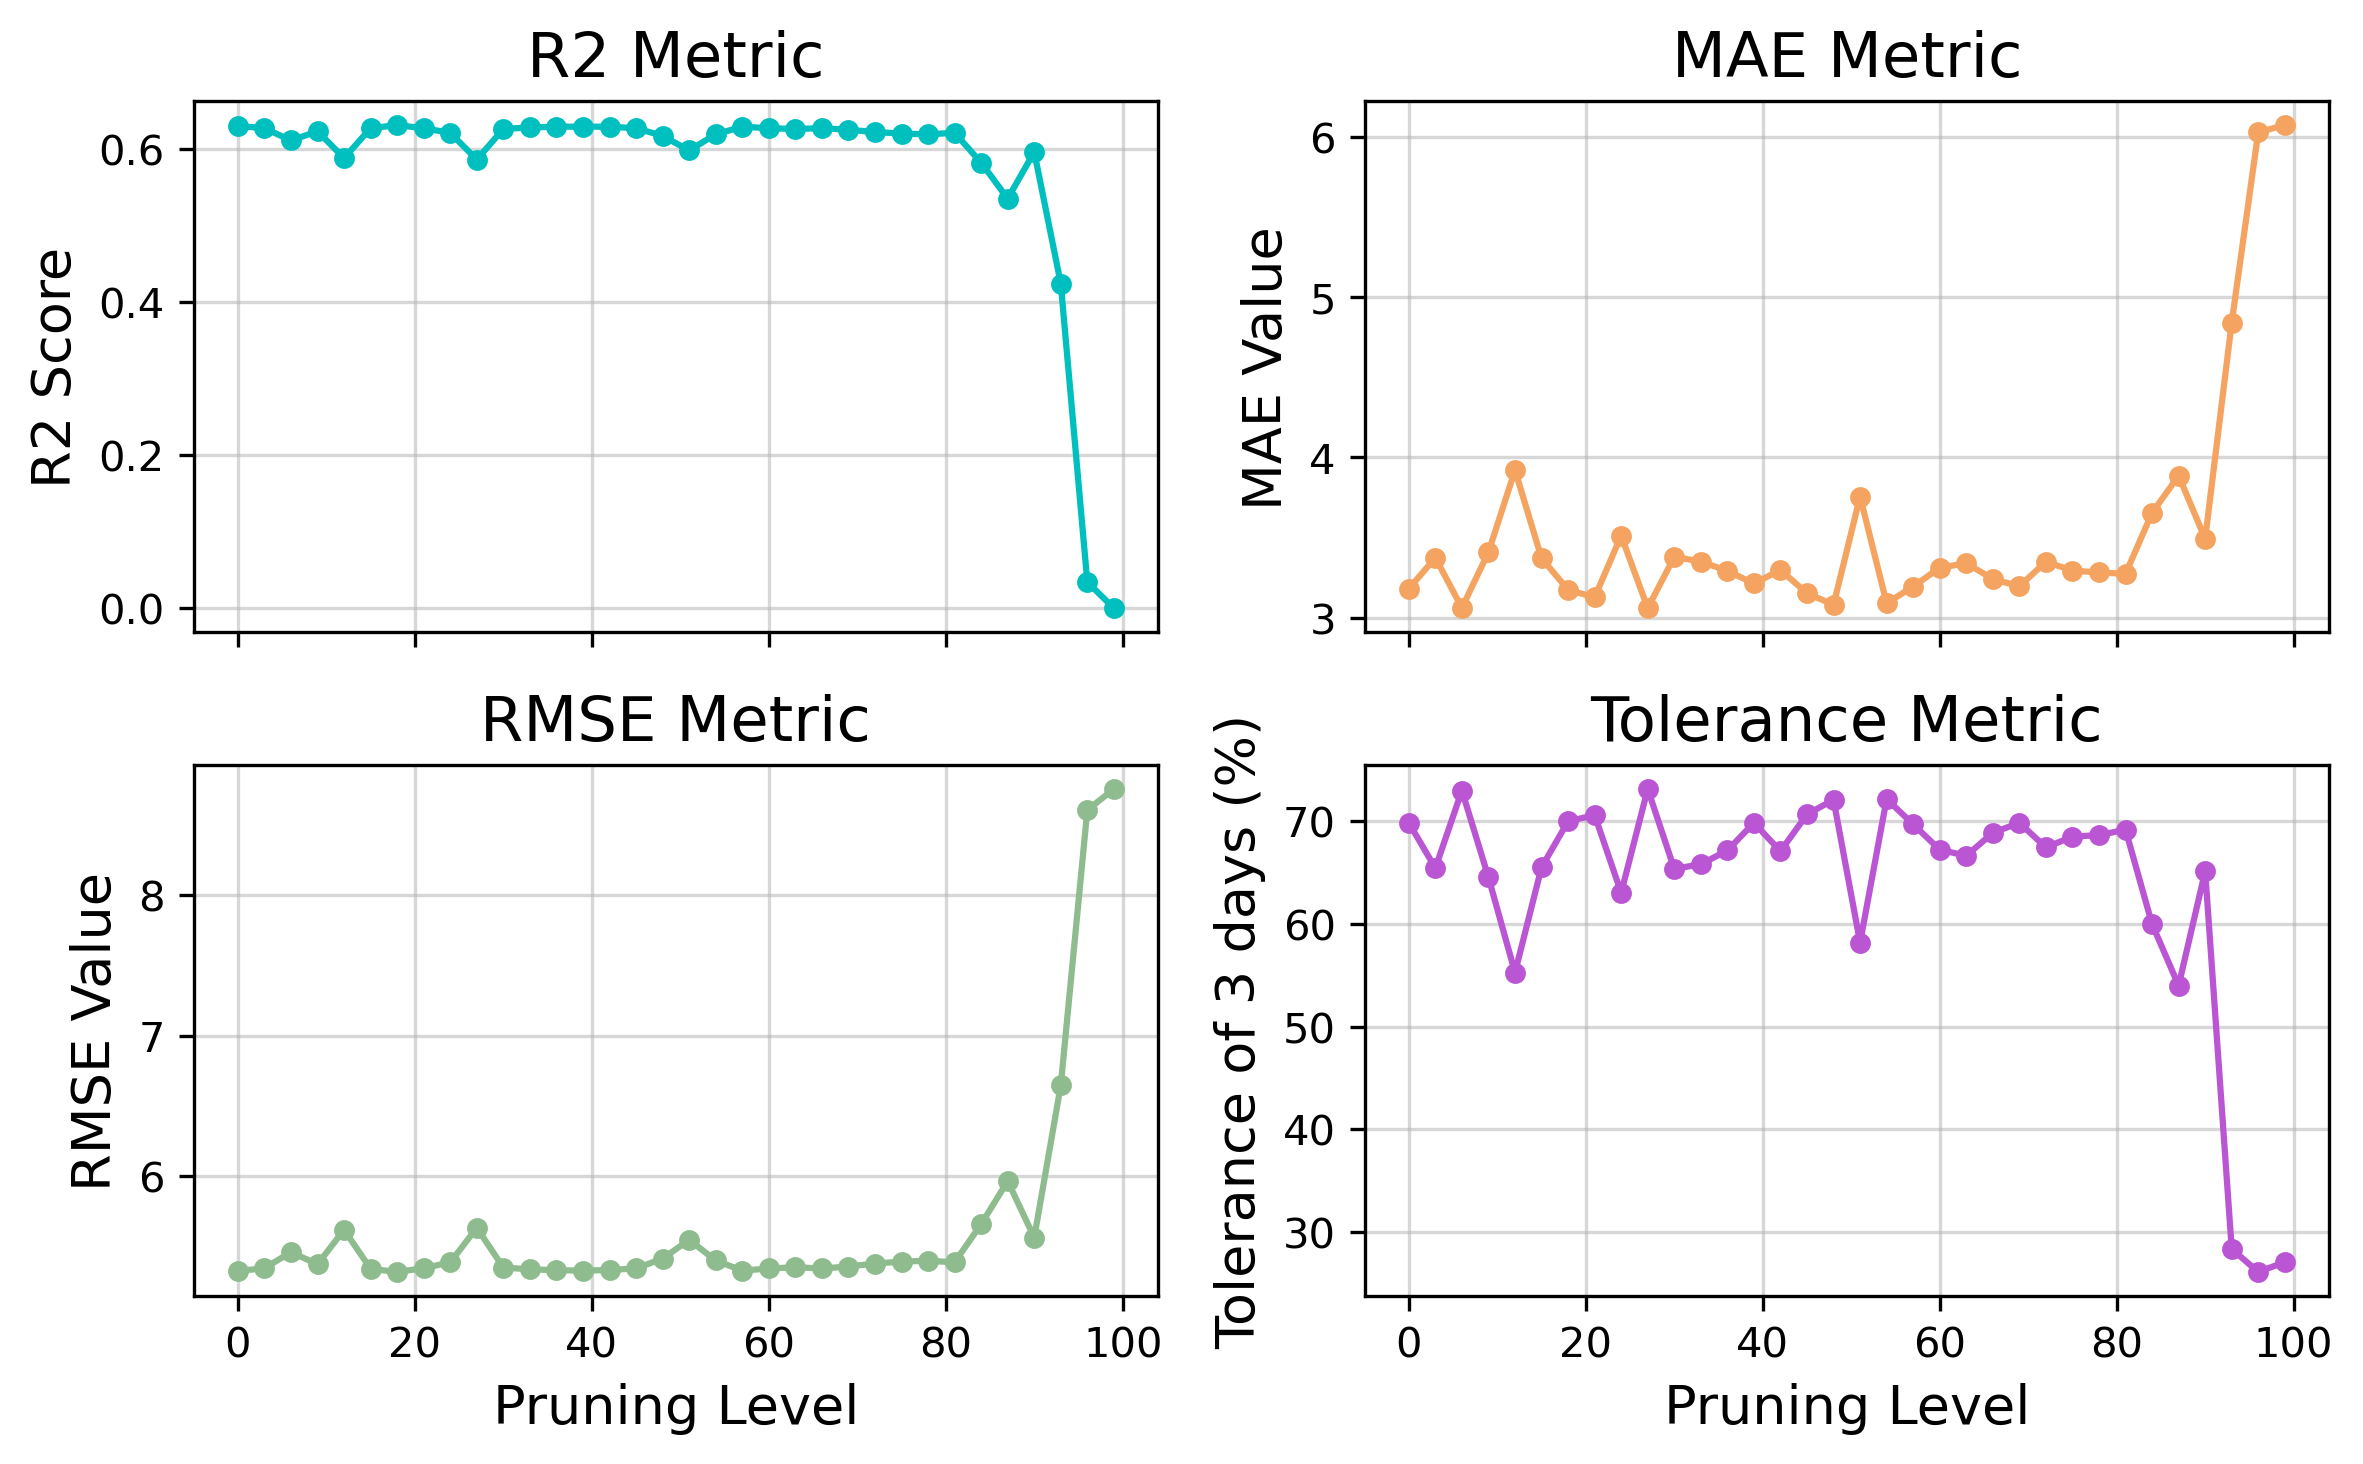 R2 Metric
R2 Score
0.6
0.4
0.2
0.0
MAE Metric
MAE Value
6
5
4
3
RMSE Metric
RMSE Value
8
7
6
0 20 40 60 80 100
Pruning Level
Tolerance Metric
Tolerance of 3 days (%)
70
60
50
40
30
0 20 40 60 80 100
Pruning Level